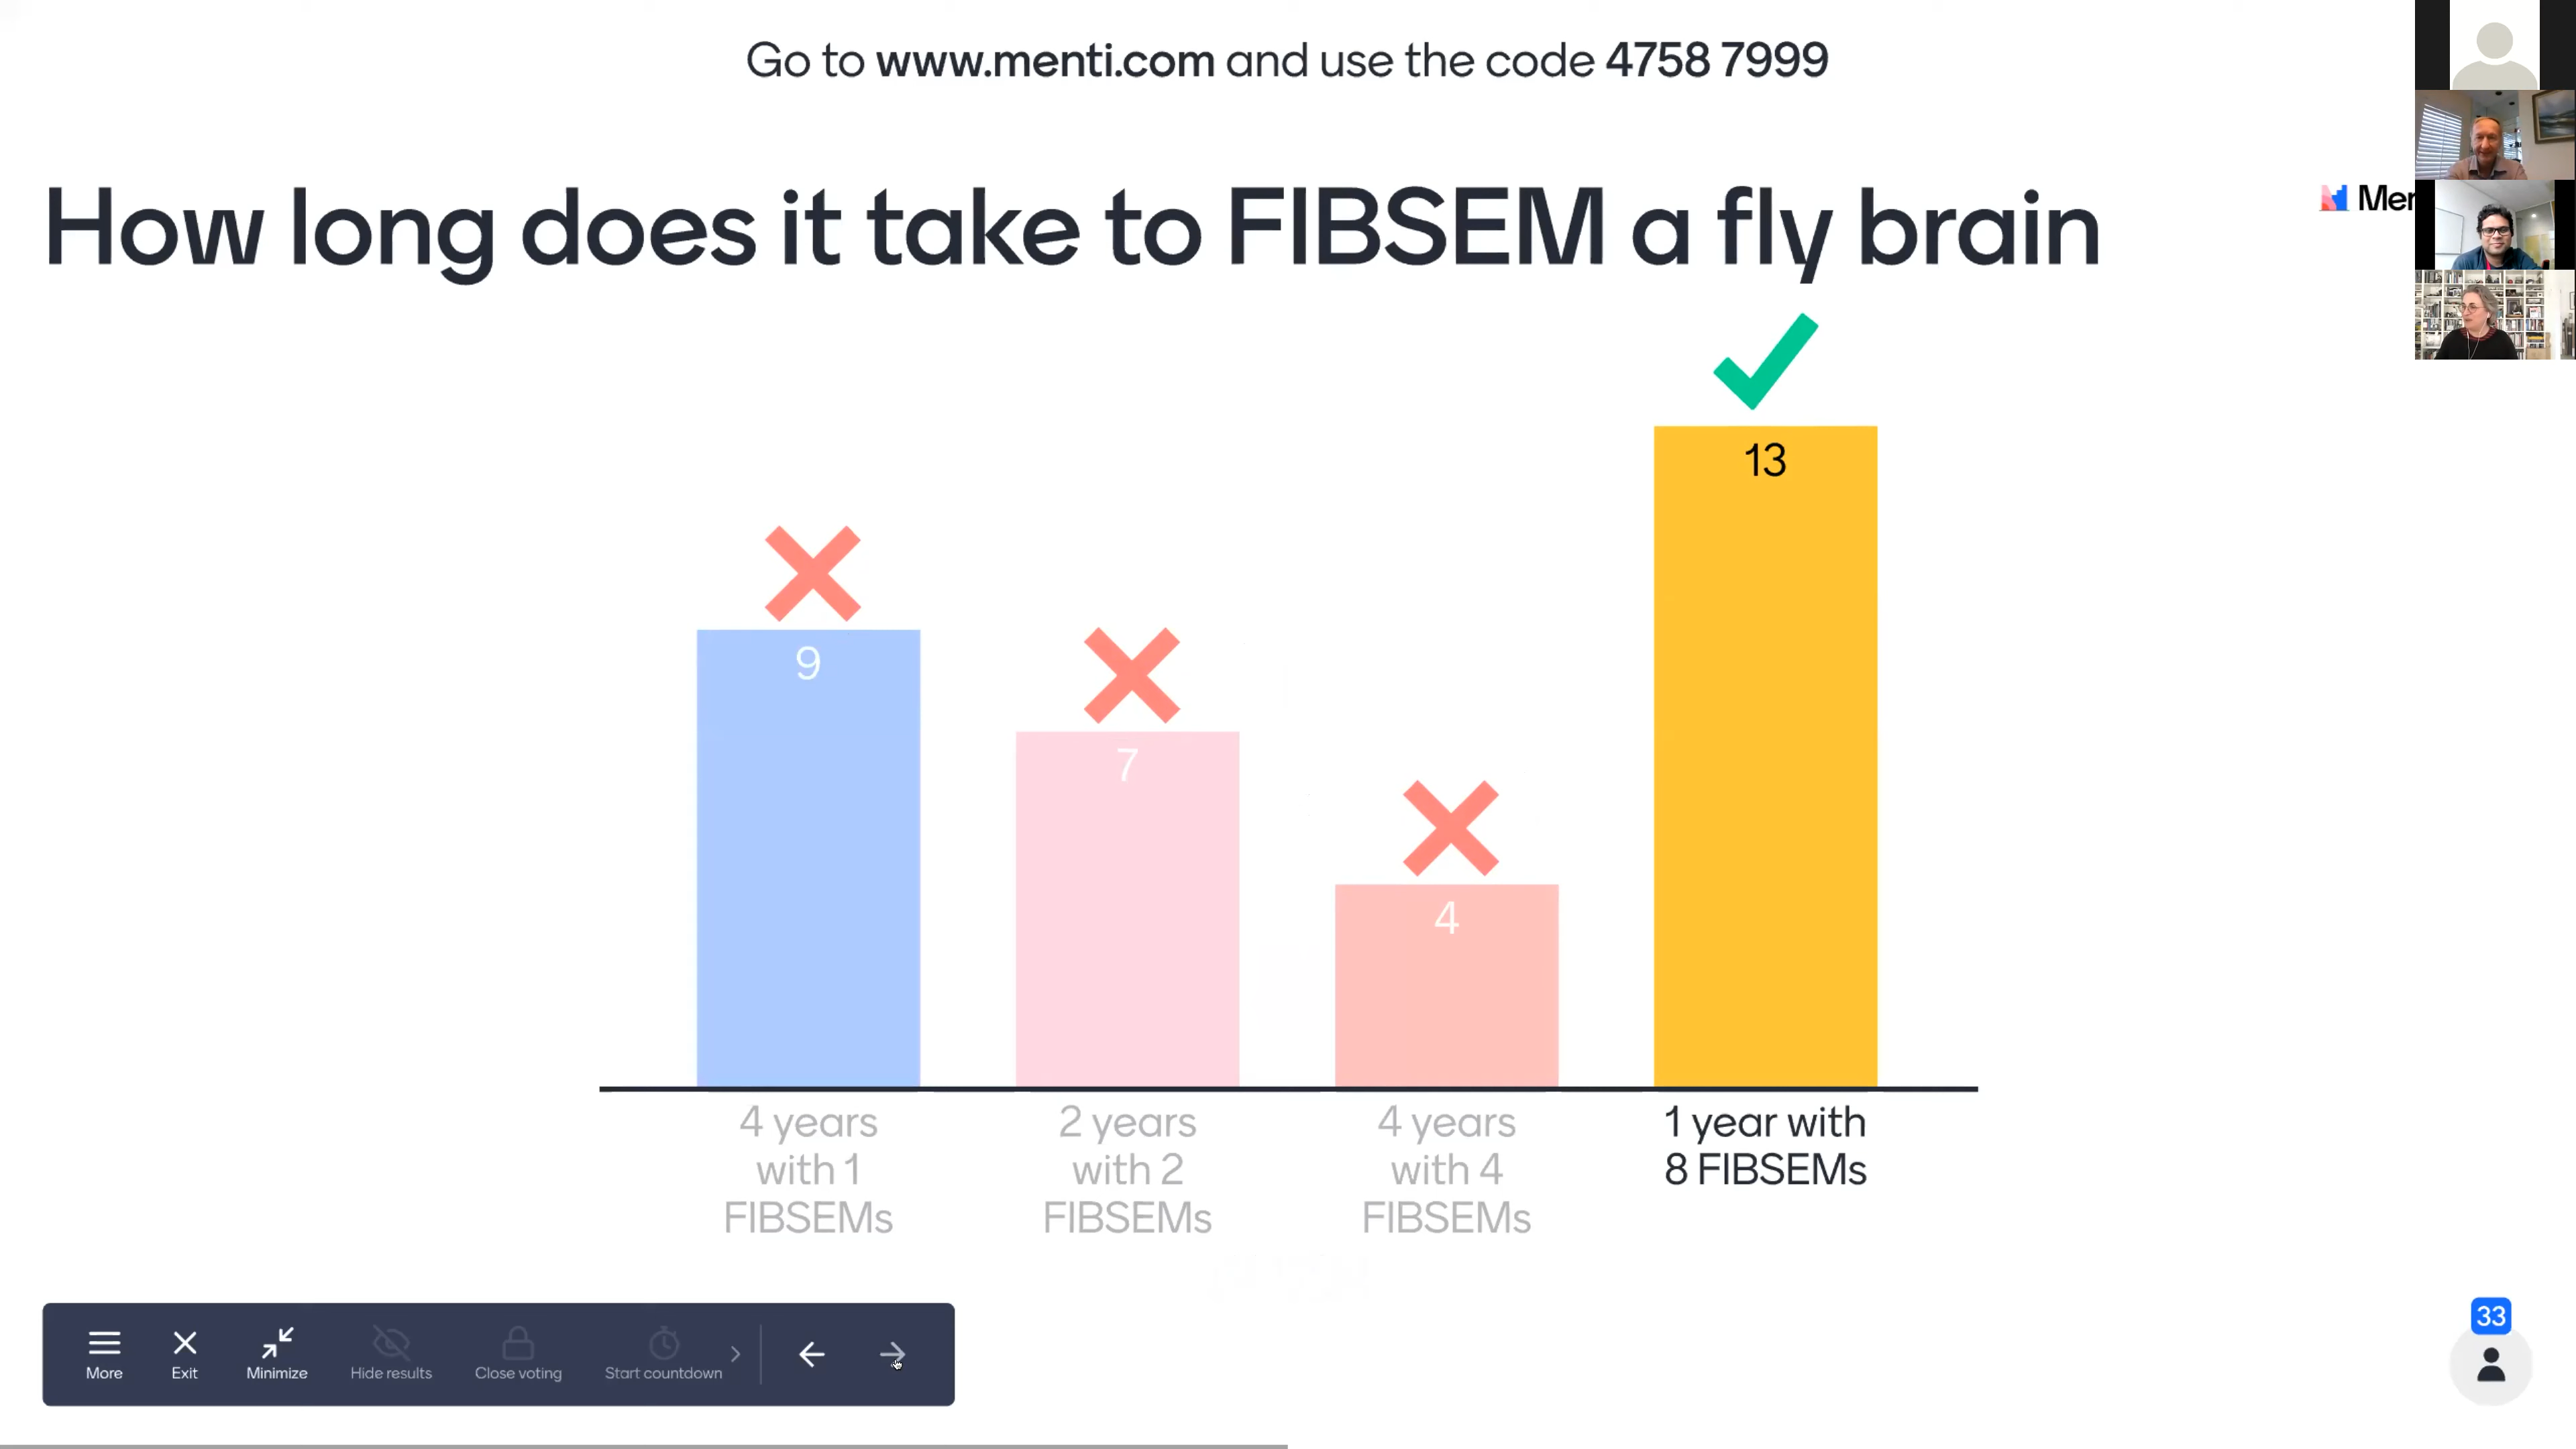 Go to www.menti.com and use the code 4758 7999
How long does it take to FIBSEM a fly brain
Men
13
9
7
4
4 years
with 1
FIBSEMs
2 years
with 2
FIBSEMs
4 years
with 4
FIBSEMs
1 year with
8 FIBSEMs
More
Exit
Minimize
Hide results
Close voting
Start countdown
33